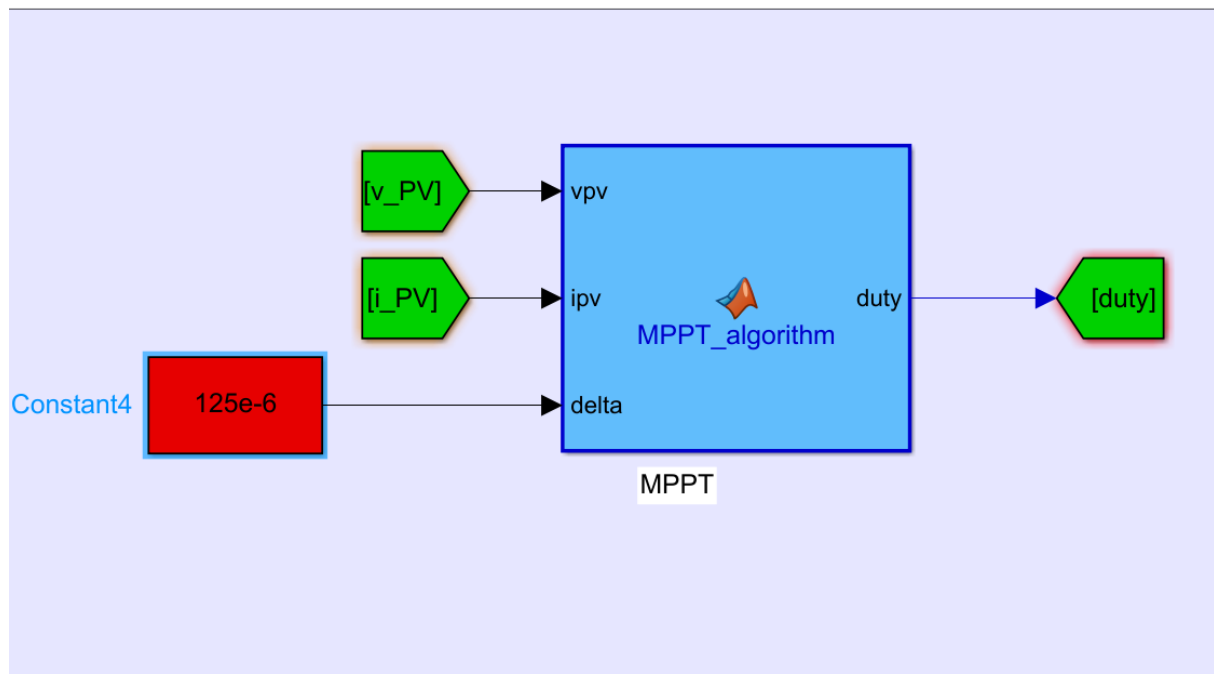 [v_PV]
vpv
[i_PV]
ipv
duty
[duty]
MPPT_algorithm
Constant4
125e-6
delta
MPPT